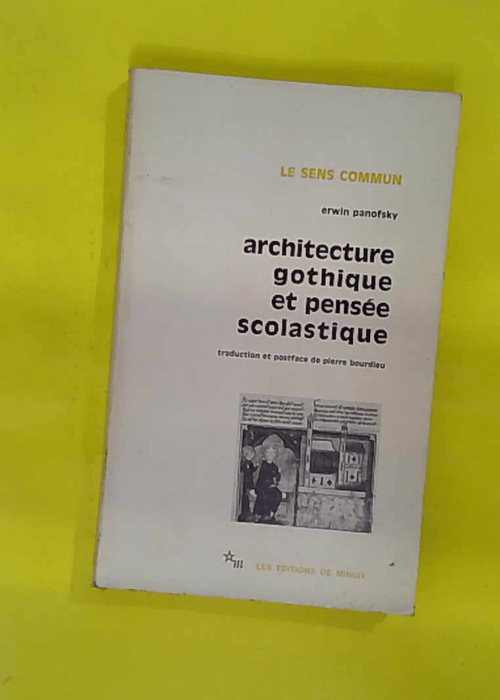 LE SENS COMMUN
erwin panofsky
architecture
gothique
et pensée
scolastique
traduction et postface de pierre bourdieu
m
LES EDITIONS DE MINUIT